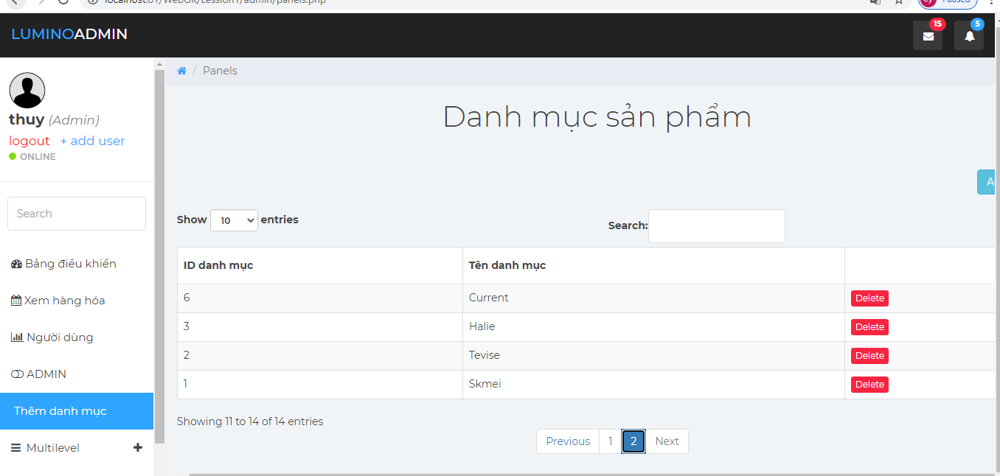 localhost:81/WebGK/Lession1/admin/panels.php
Paused
LUMINOADMIN
15
5
Panels
thuy (Admin)
logout + add user
ONLINE
Danh mục sản phẩm
Search
Show 10 entries
Search:
ID danh mục Tên danh mục
6 Current Delete
3 Halie Delete
2 Tevise Delete
1 Skmei Delete
Showing 11 to 14 of 14 entries
Previous 1 2 Next
Bảng điều khiển
Xem hàng hóa
Người dùng
ADMIN
Thêm danh mục
Multilevel